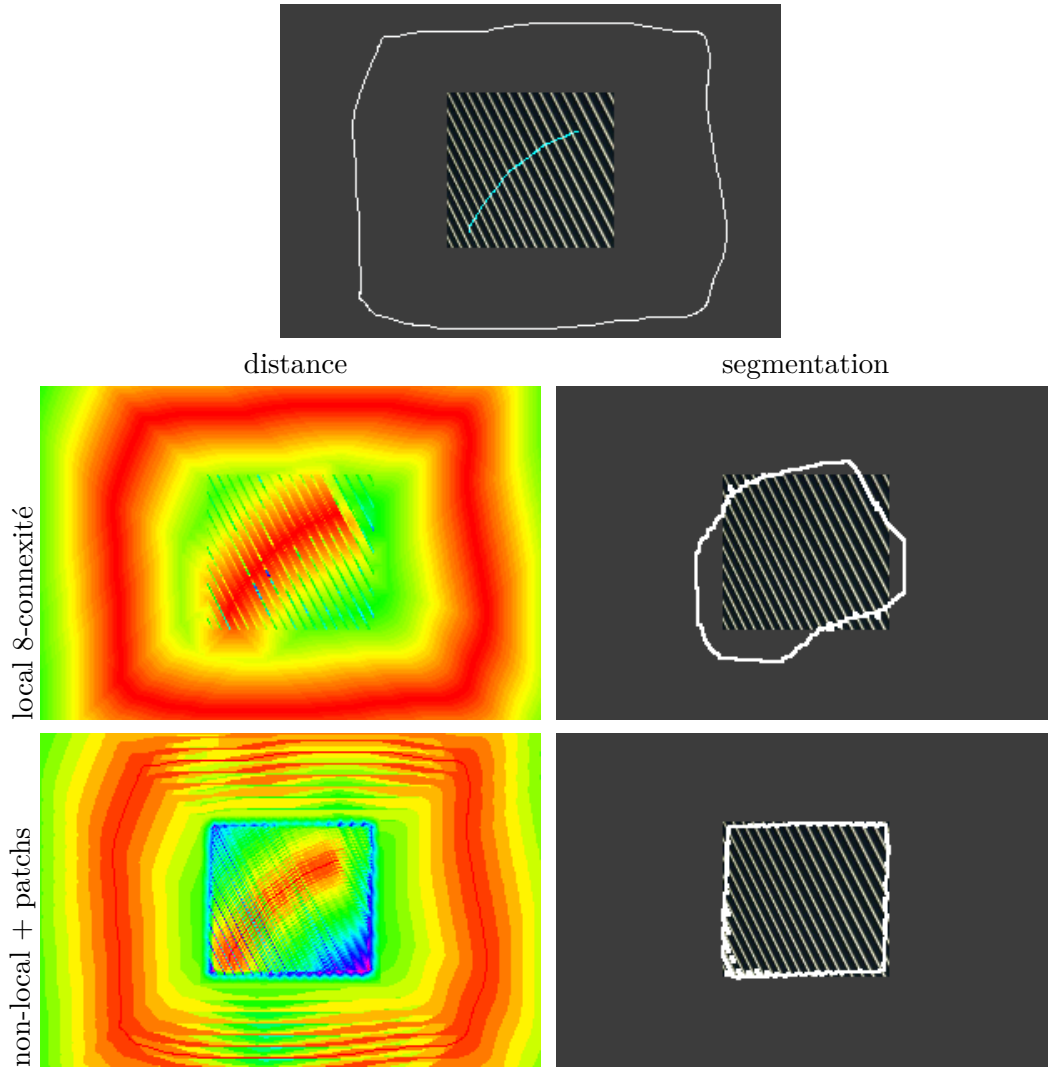 distance
segmentation
local 8-connexité
non-local + patchs